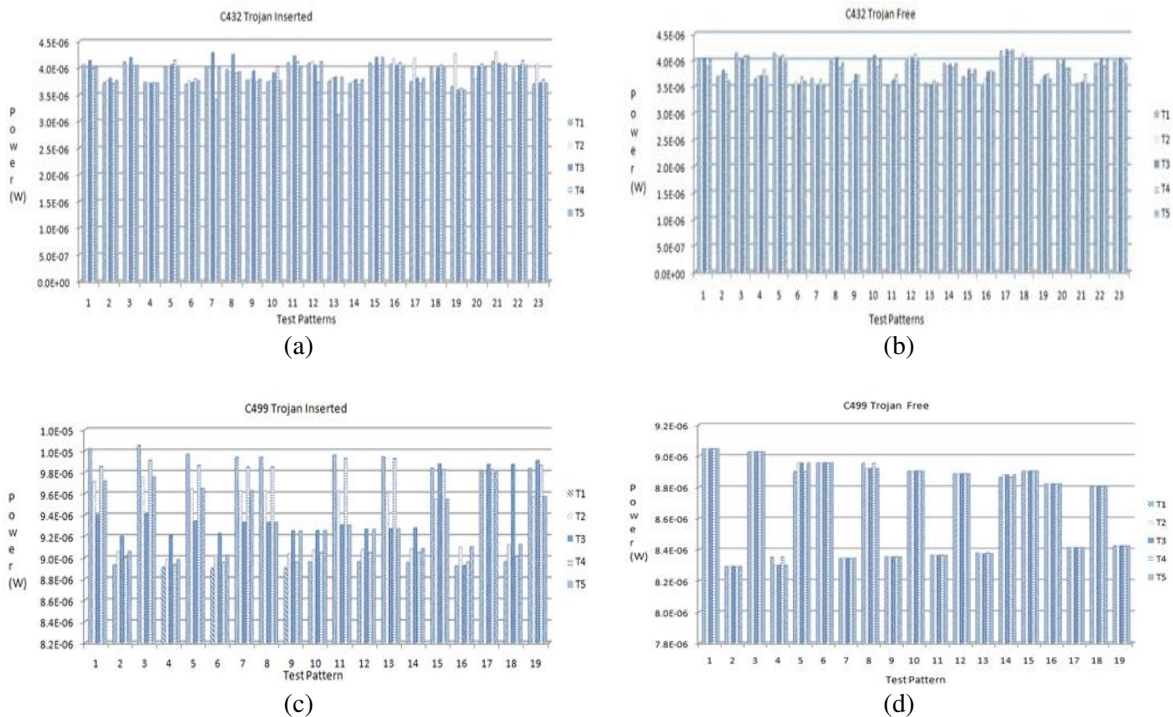 C432 Trojan Inserted
4.5E-06
4.0E-06
3.5E-06
3.0E-06
2.5E-06
2.0E-06
1.5E-06
1.0E-06
5.0E-07
0.0E+00
Power (W)
1 2 3 4 5 6 7 8 9 10 11 12 13 14 15 16 17 18 19 20 21 22 23
Test Patterns
T1
T2
T3
T4
T5
(a)
C432 Trojan Free
4.5E-06
4.0E-06
3.5E-06
3.0E-06
2.5E-06
2.0E-06
1.5E-06
1.0E-06
5.0E-07
0.0E+00
Power (W)
1 2 3 4 5 6 7 8 9 10 11 12 13 14 15 16 17 18 19 20 21 22 23
Test Patterns
T1
T2
T3
T4
T5
(b)
C499 Trojan Inserted
1.0E-05
1.0E-05
9.8E-06
9.6E-06
9.4E-06
9.2E-06
9.0E-06
8.8E-06
8.6E-06
8.4E-06
8.2E-06
Power (W)
1 2 3 4 5 6 7 8 9 10 11 12 13 14 15 16 17 18 19
Test Pattern
T1
T2
T3
T4
T5
(c)
C499 Trojan Free
9.2E-06
9.0E-06
8.8E-06
8.6E-06
8.4E-06
8.2E-06
8.0E-06
7.8E-06
Power (W)
1 2 3 4 5 6 7 8 9 10 11 12 13 14 15 16 17 18 19
Test Pattern
T1
T2
T3
T4
T5
(d)